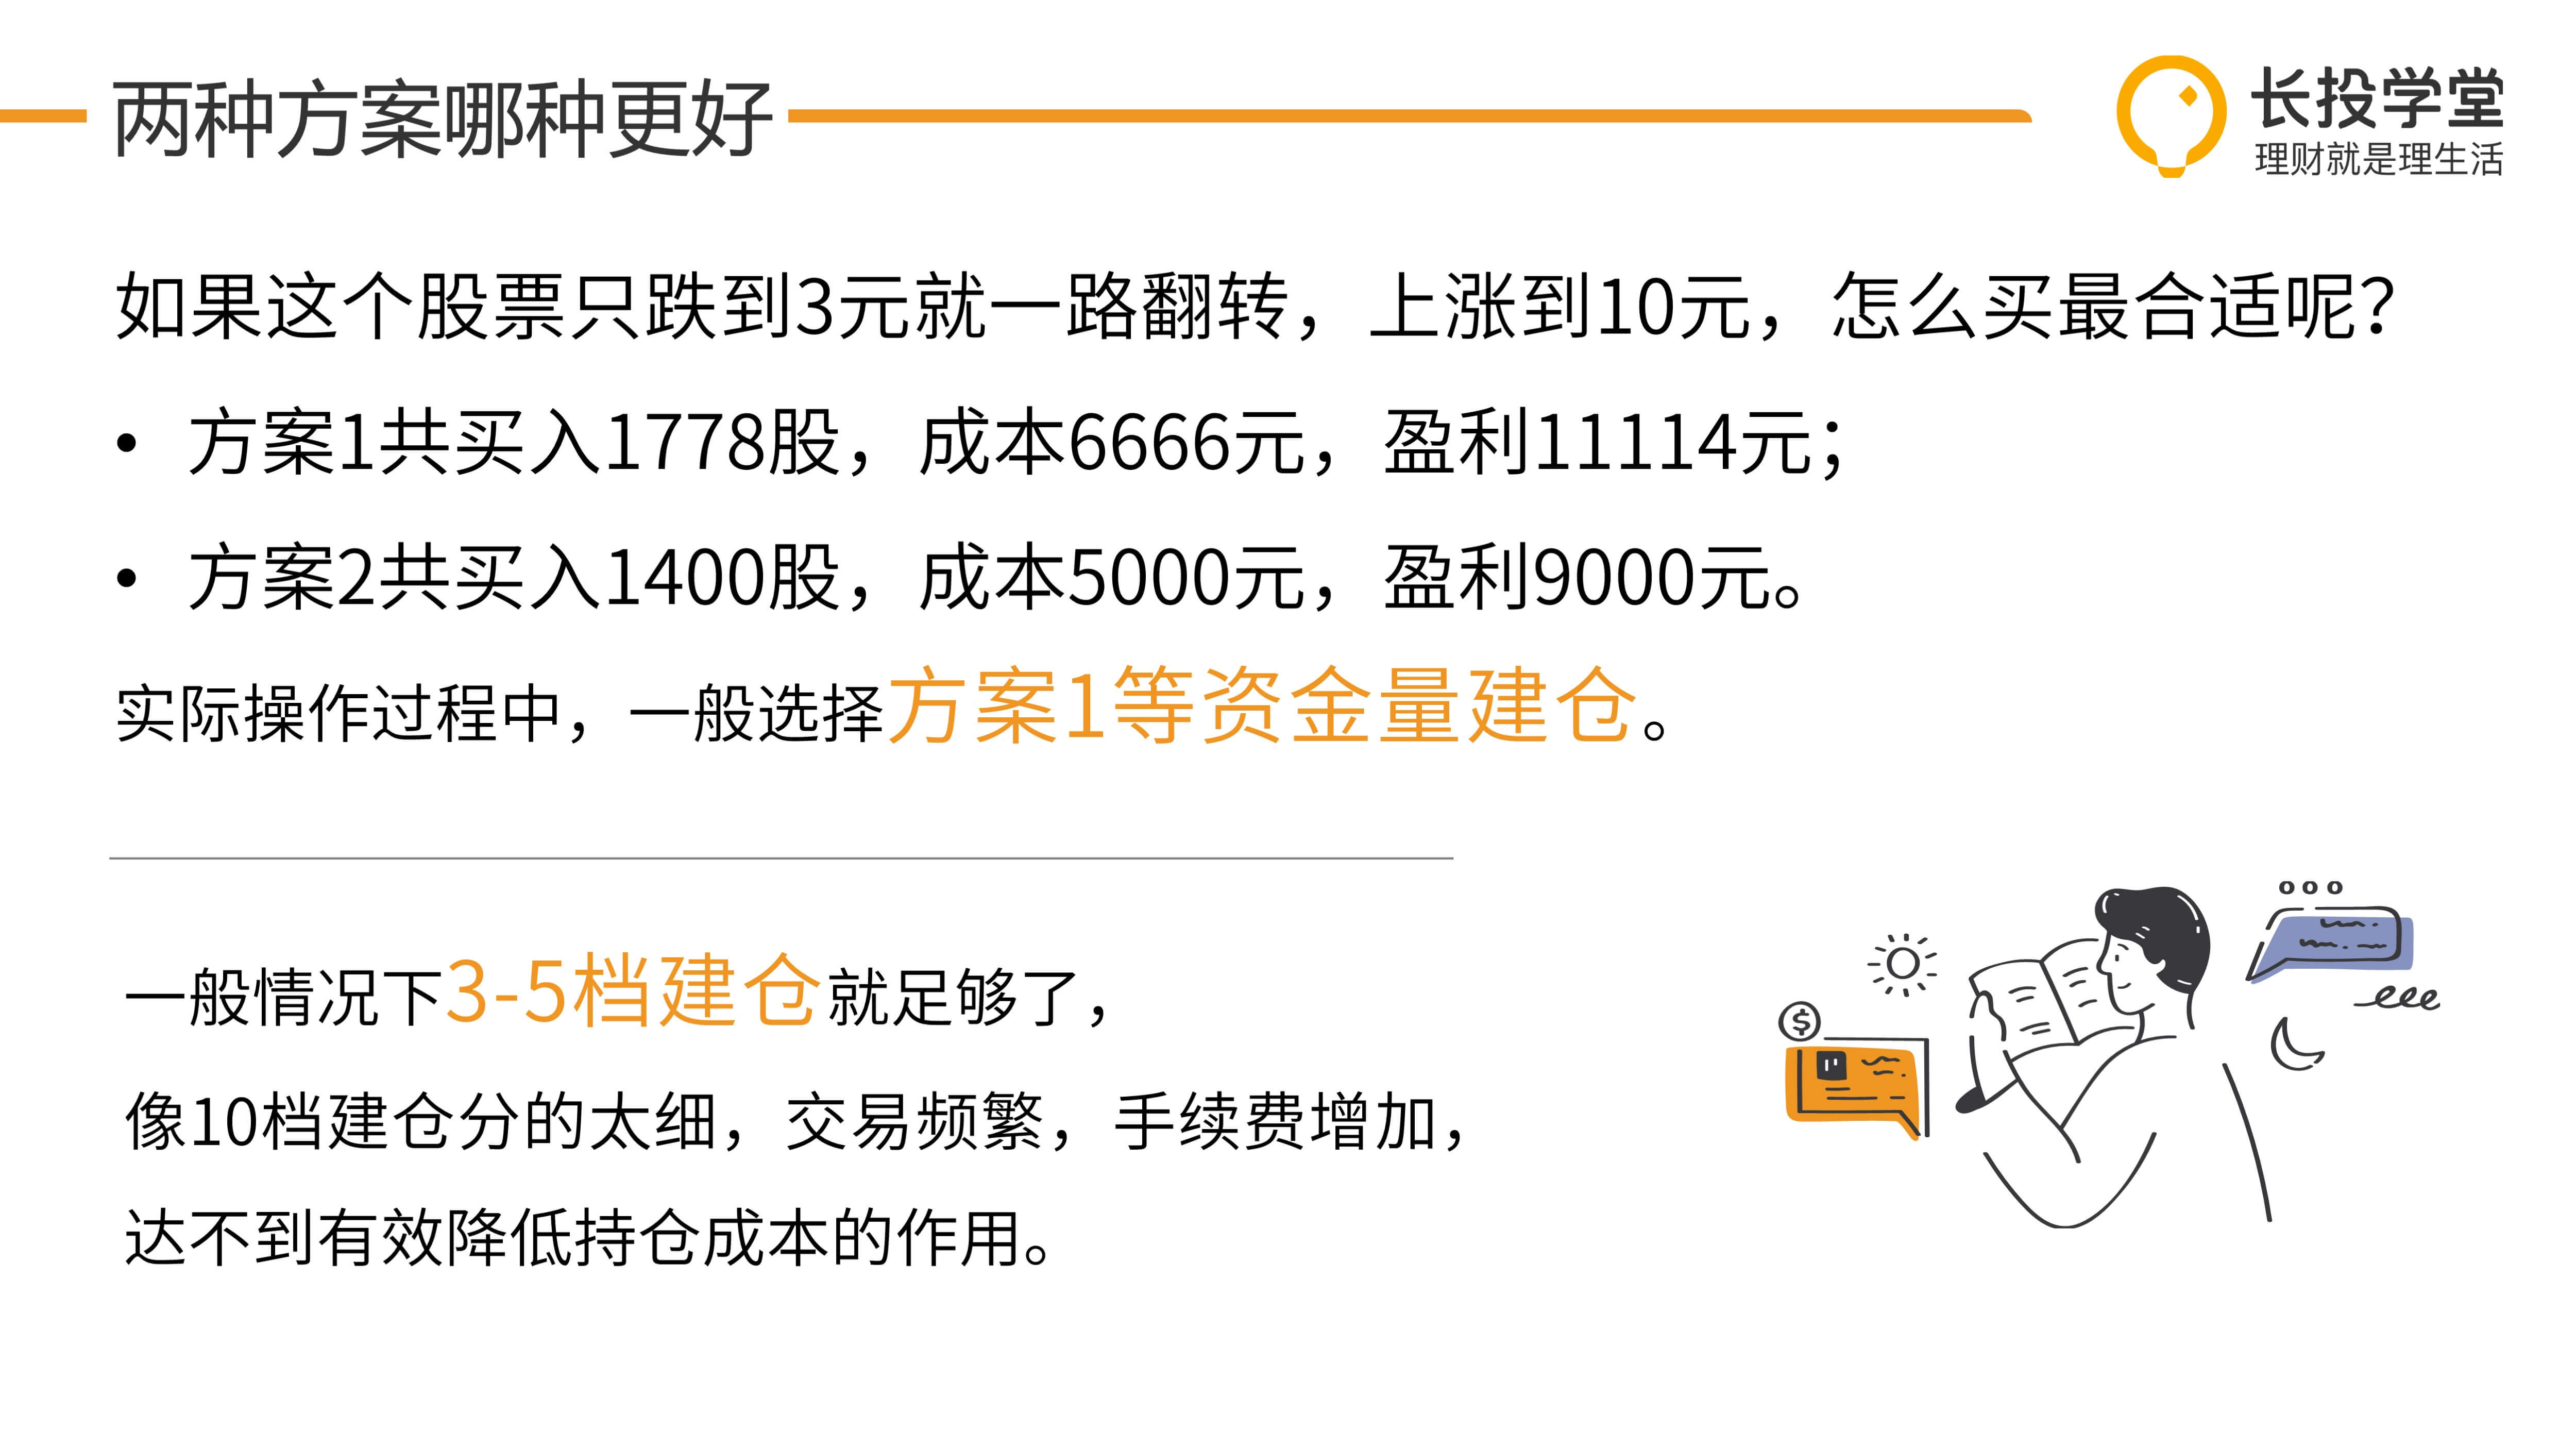 两种方案哪种更好
长投学堂
理财就是理生活
如果这个股票只跌到3元就一路翻转，上涨到10元，怎么买最合适呢？
• 方案1共买入1778股，成本6666元，盈利11114元；
• 方案2共买入1400股，成本5000元，盈利9000元。
实际操作过程中，一般选择方案1等资金量建仓。
一般情况下3-5档建仓就足够了，
像10档建仓分的太细，交易频繁，手续费增加，
达不到有效降低持仓成本的作用。